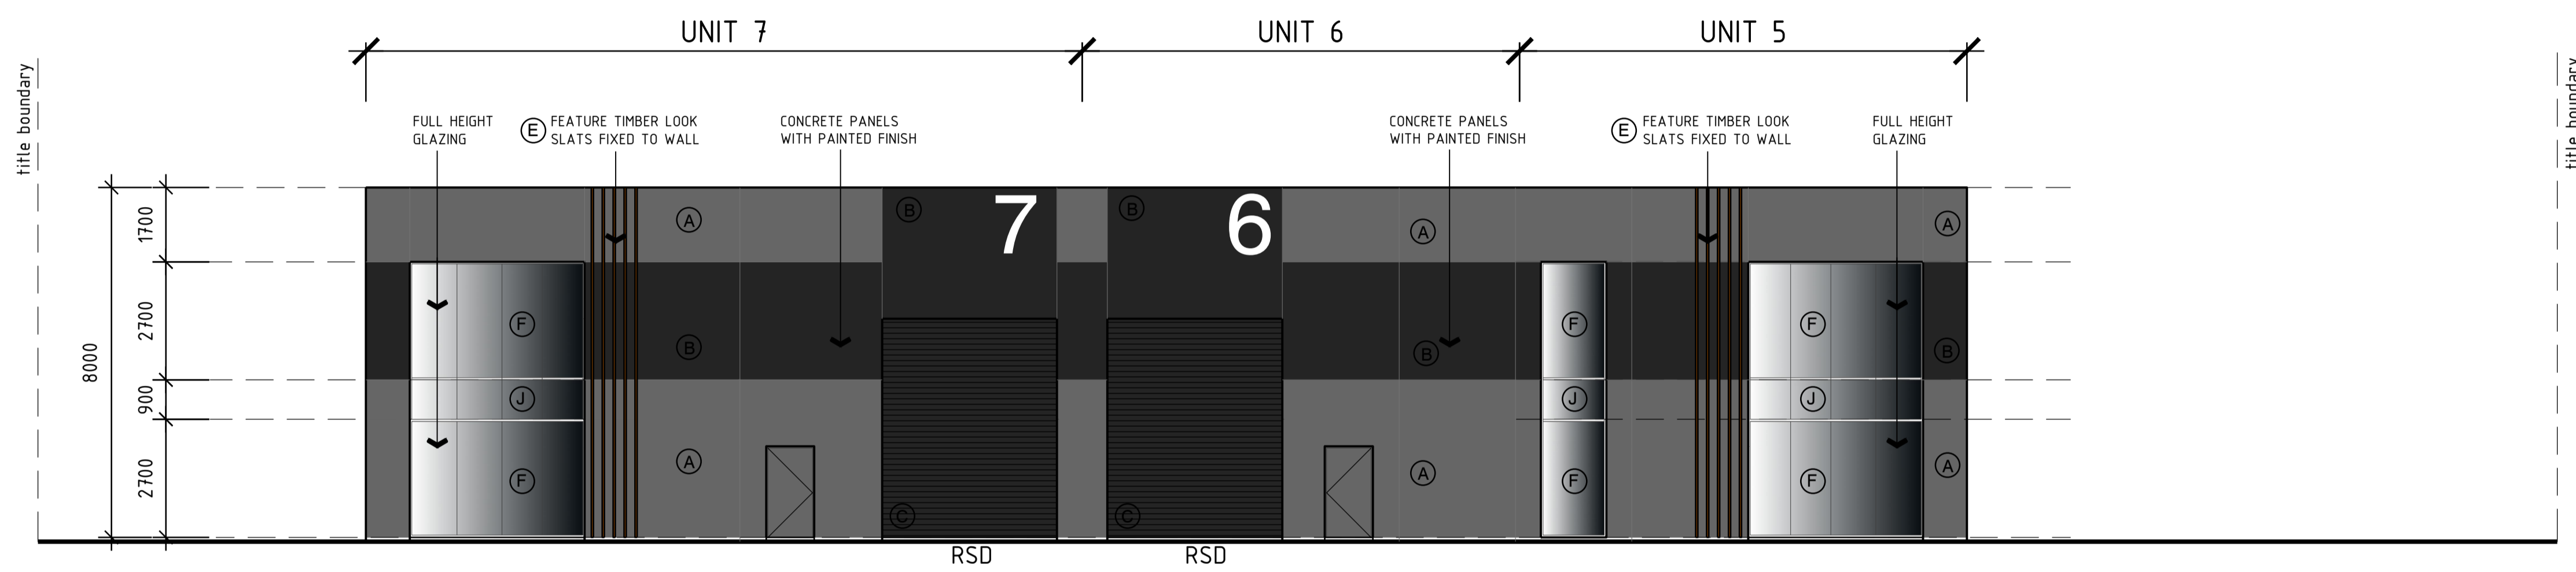 UNIT 7
UNIT 6
UNIT 5
title boundary
title boundary
FULL HEIGHT
GLAZING
E
FEATURE TIMBER LOOK
SLATS FIXED TO WALL
CONCRETE PANELS
WITH PAINTED FINISH
CONCRETE PANELS
WITH PAINTED FINISH
E
FEATURE TIMBER LOOK
SLATS FIXED TO WALL
FULL HEIGHT
GLAZING
8000
1700
2700
900
2700
A
B
7
B
6
A
A
F
B
B
F
F
B
J
J
J
F
A
A
F
F
A
C
C
RSD
RSD